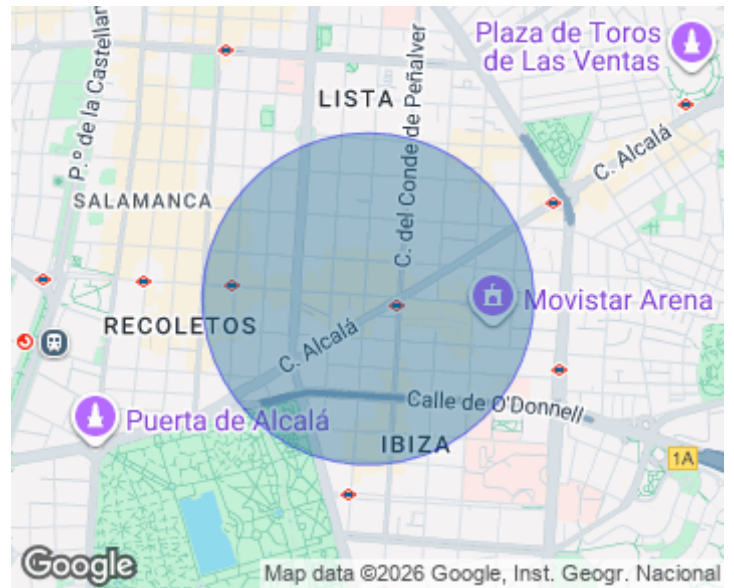 Plaza de Toros
de Las Ventas
P.º de la Castellan
LISTA
C. del Conde de Peñalver
C. Alcalá
SALAMANCA
Movistar Arena
RECOLETOS
C. Alcalá
Calle de O'Donnell
Puerta de Alcalá
IBIZA
1A
Google
Map data ©2026 Google, Inst. Geogr. Nacional